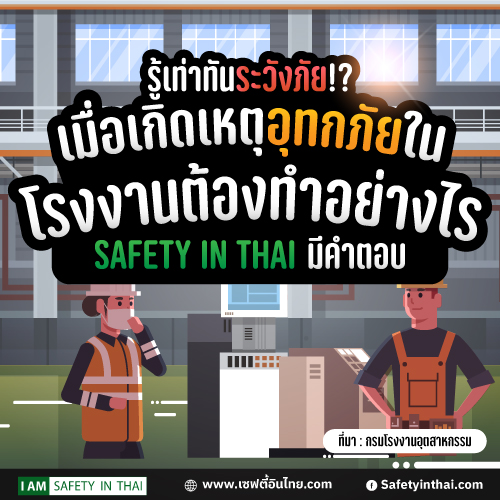 รู้เท่าทันระวังภัย!?
เมื่อเกิดเหตุอุทกภัยใน
โรงงานต้องทำอย่างไร
SAFETY IN THAI มีคำตอบ
ที่มา : กรมโรงงานอุตสาหกรรม
I AM SAFETY IN THAI
www.เซฟตี้อินไทย.com
Safetyinthai.com